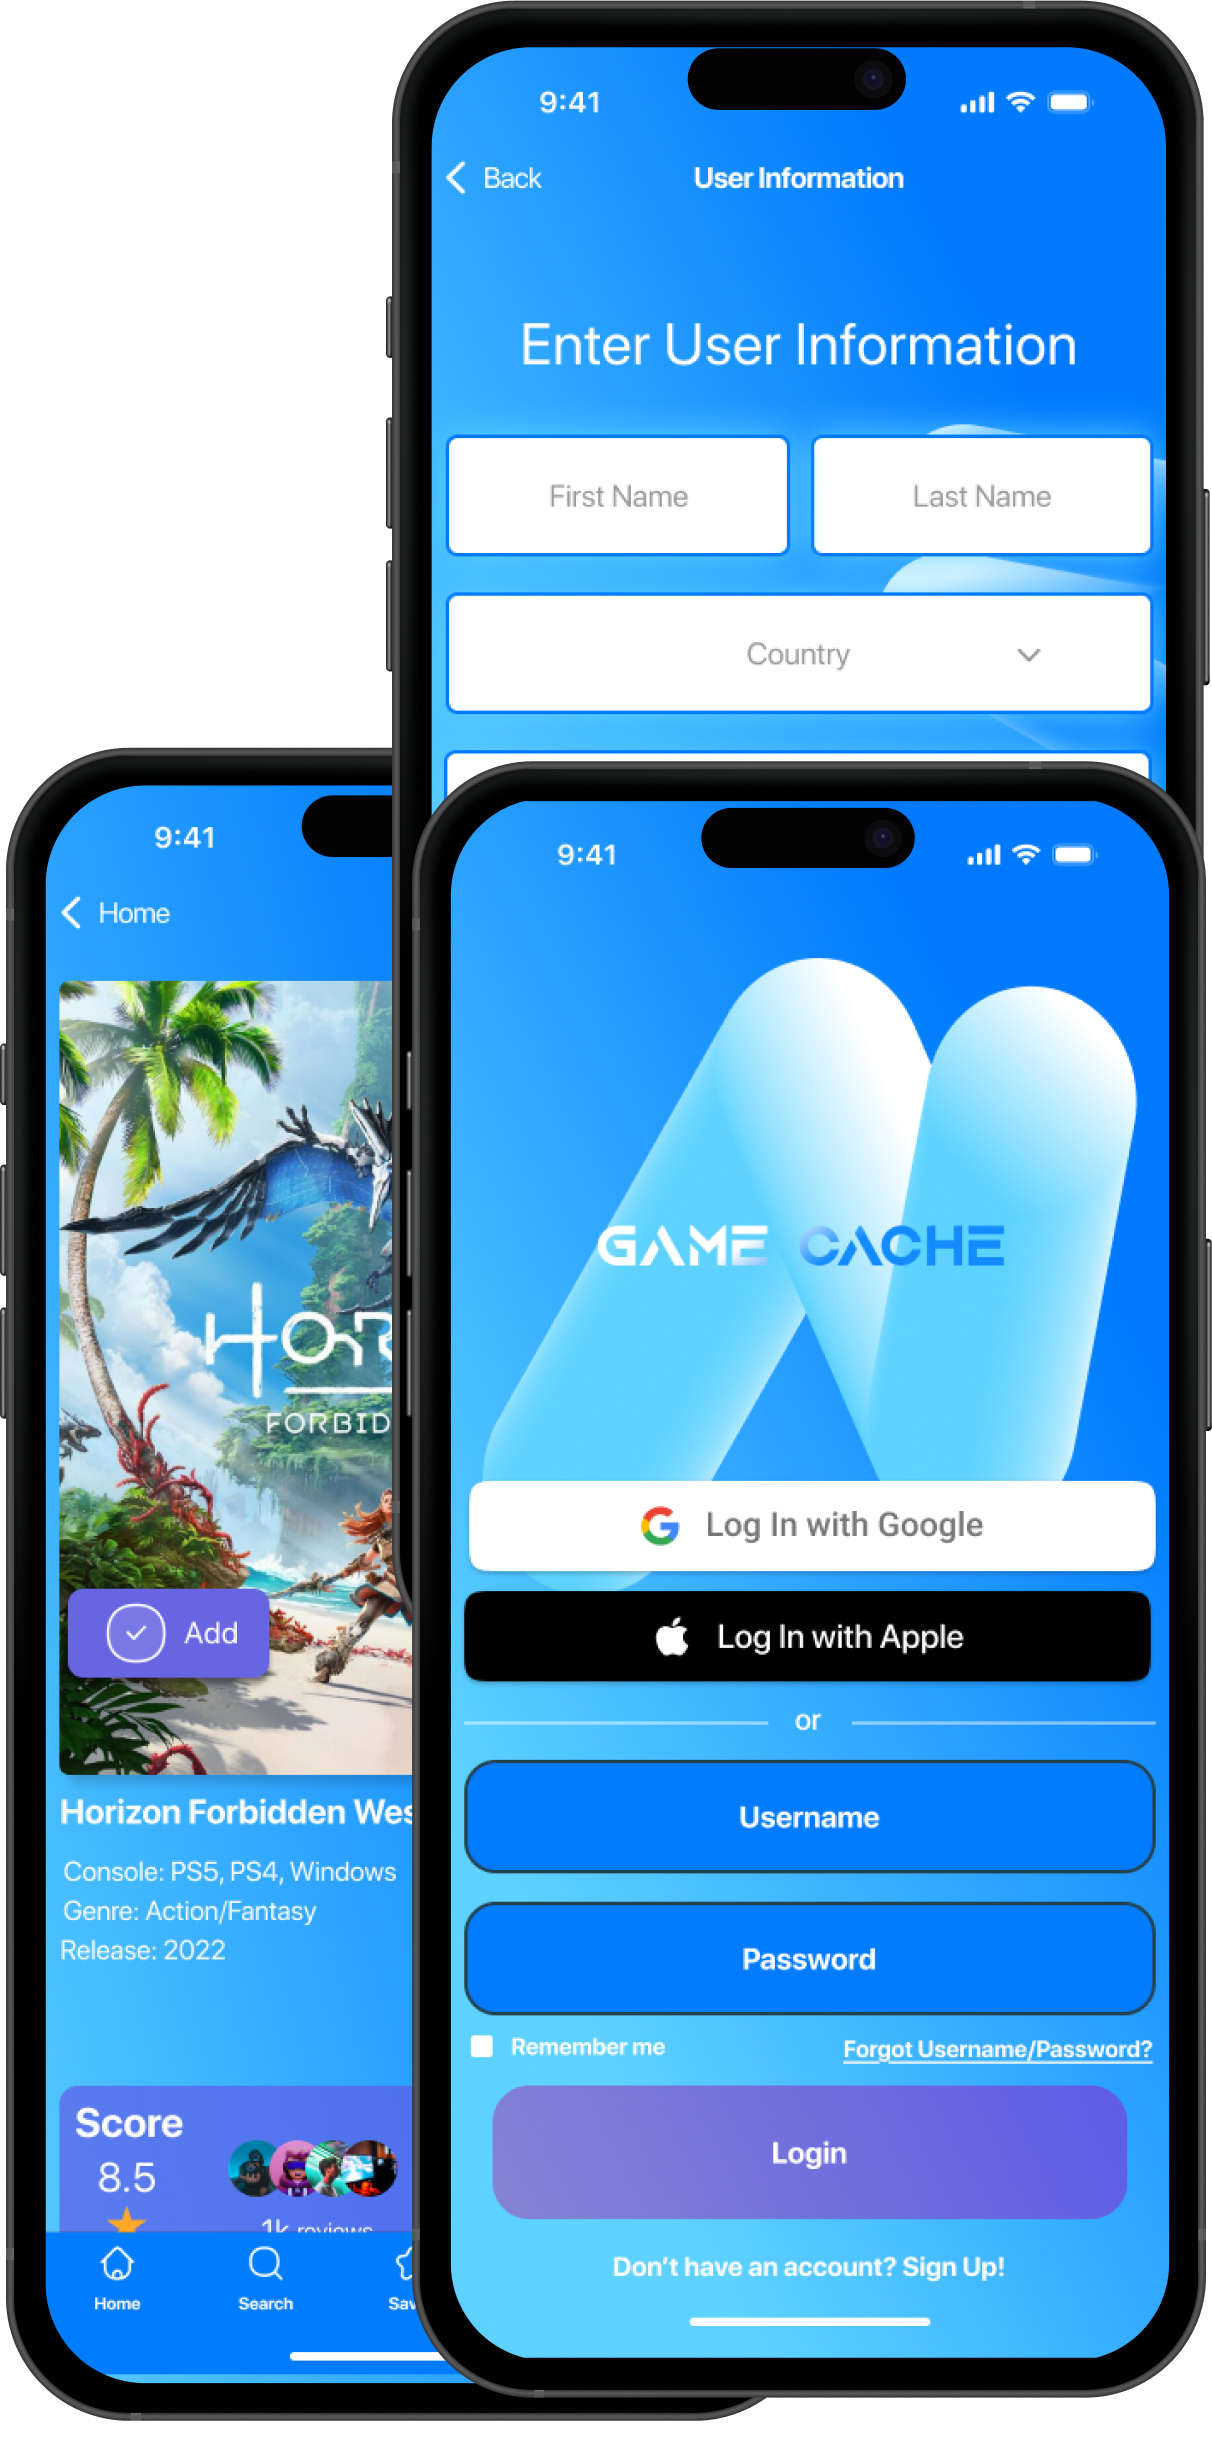 9:41
Back
User Information
Enter User Information
First Name
Last Name
Country
9:41
Home
HOR
FORBID
Add
Horizon Forbidden Wes
Console: PS5, PS4, Windows
Genre: Action/Fantasy
Release: 2022
Score
8.5
1k reviews
Home
Search
Sav
9:41
GAME CACHE
Log In with Google
Log In with Apple
or
Username
Password
Remember me
Forgot Username/Password?
Login
Don't have an account? Sign Up!